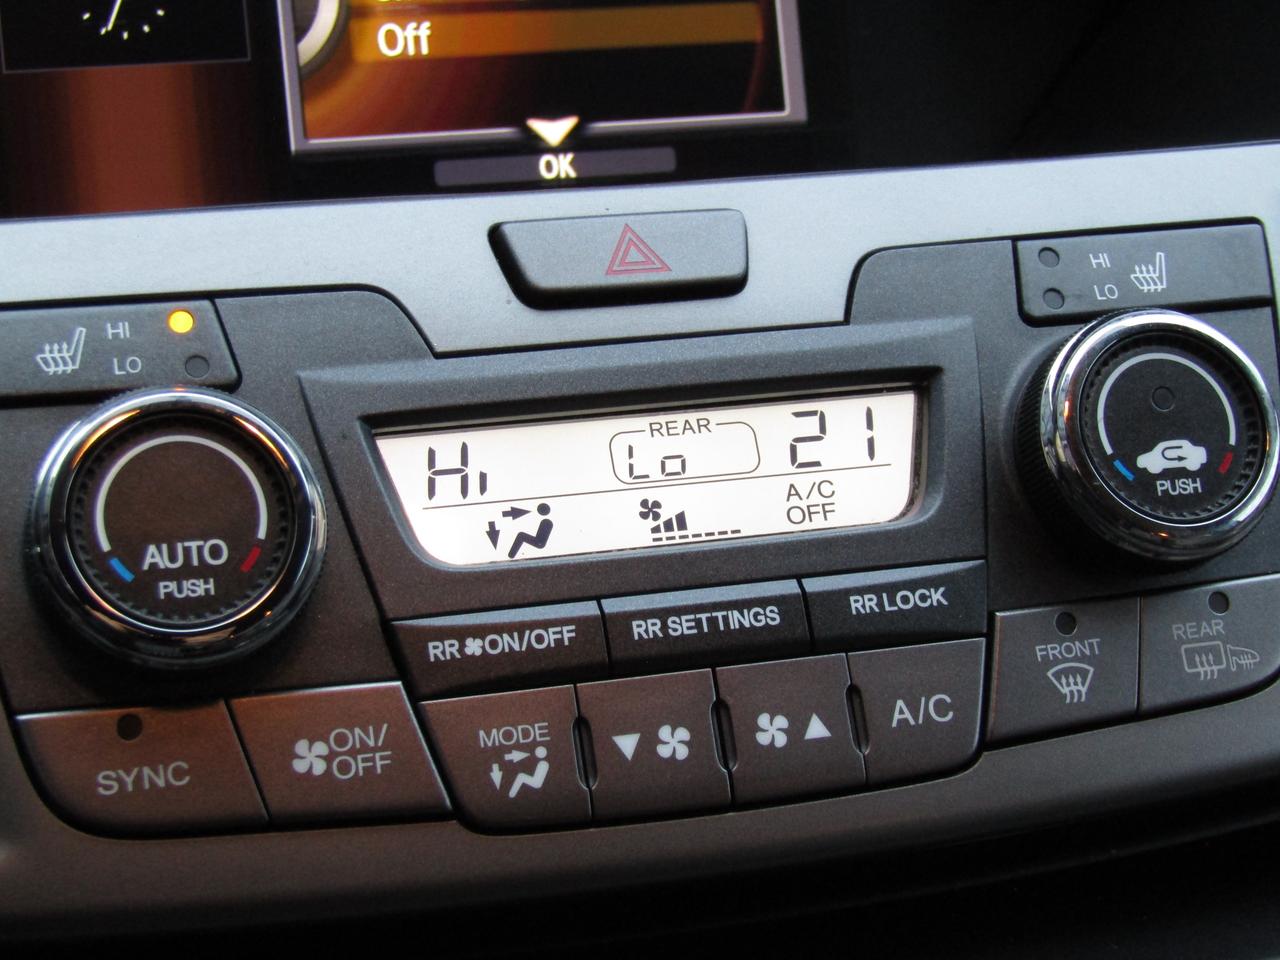 Off
OK
HI
LO
HI
LO
REAR
Hi
Lo
21
A/C
OFF
AUTO
PUSH
PUSH
RR ON/OFF
RR SETTINGS
RR LOCK
FRONT
REAR
SYNC
ON/
OFF
MODE
A/C